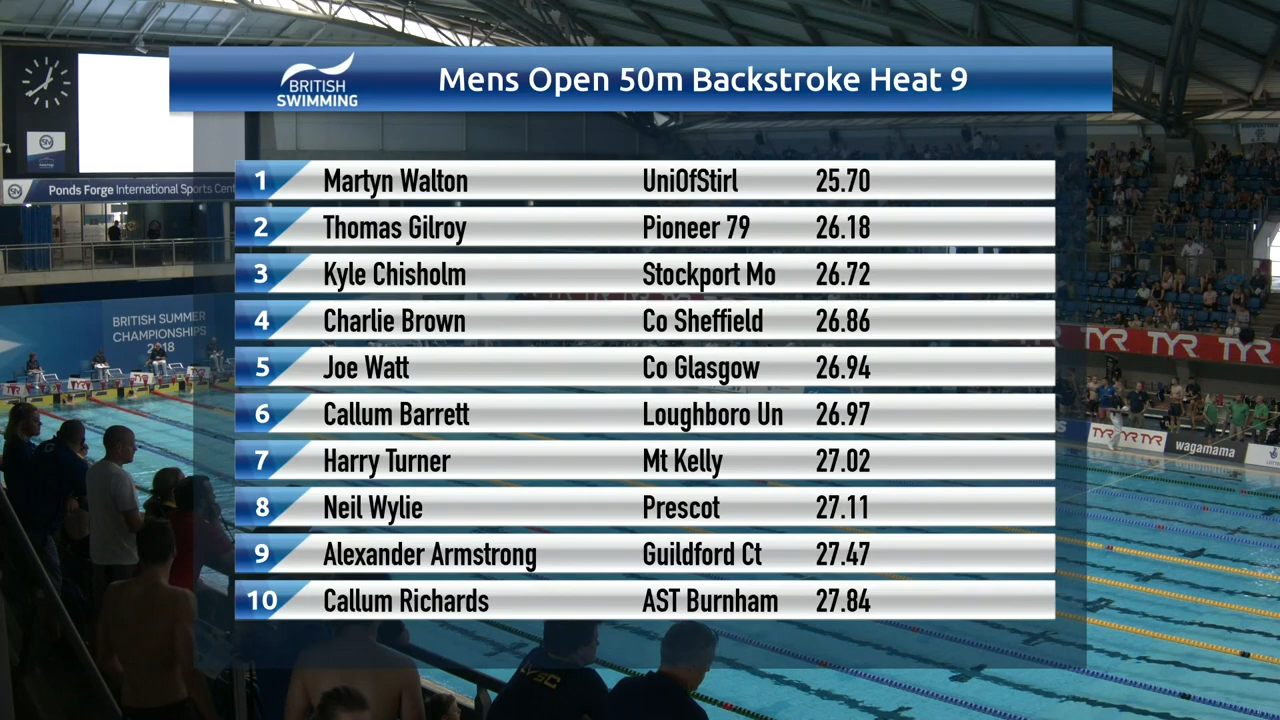 BRITISH
SWIMMING
Mens Open 50m Backstroke Heat 9
1 Martyn Walton UniOfStirl 25.70
2 Thomas Gilroy Pioneer 79 26.18
3 Kyle Chisholm Stockport Mo 26.72
4 Charlie Brown Co Sheffield 26.86
5 Joe Watt Co Glasgow 26.94
6 Callum Barrett Loughboro Un 26.97
7 Harry Turner Mt Kelly 27.02
8 Neil Wylie Prescot 27.11
9 Alexander Armstrong Guildford Ct 27.47
10 Callum Richards AST Burnham 27.84
Ponds Forge International Sports Cent
BRITISH SUMMER
CHAMPIONSHIPS
2018
TYR TYR TYR
TYR TYR TYR
wagamama